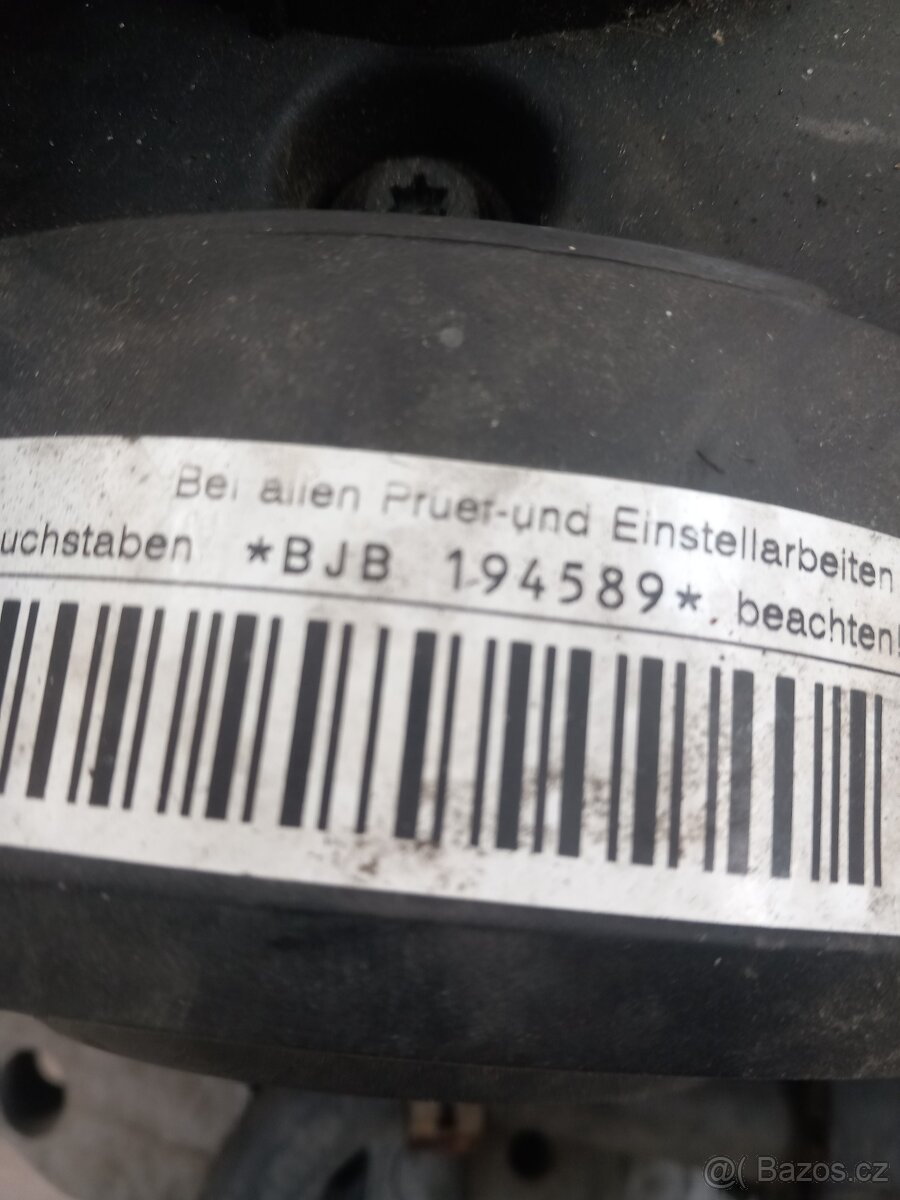 Bei allen Pruef-und Einstellarbeiten
uchstaben *BJB 194589* beachten!
@( Bazos.cz